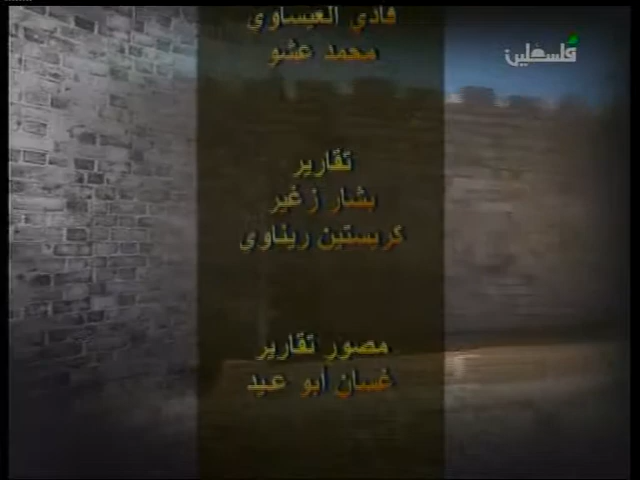 فادي العيساوي
محمد عشو
فلسطين
تقارير
بشار زغير
كريستين ريناوي
مصور تقارير
غسان أبو عيد